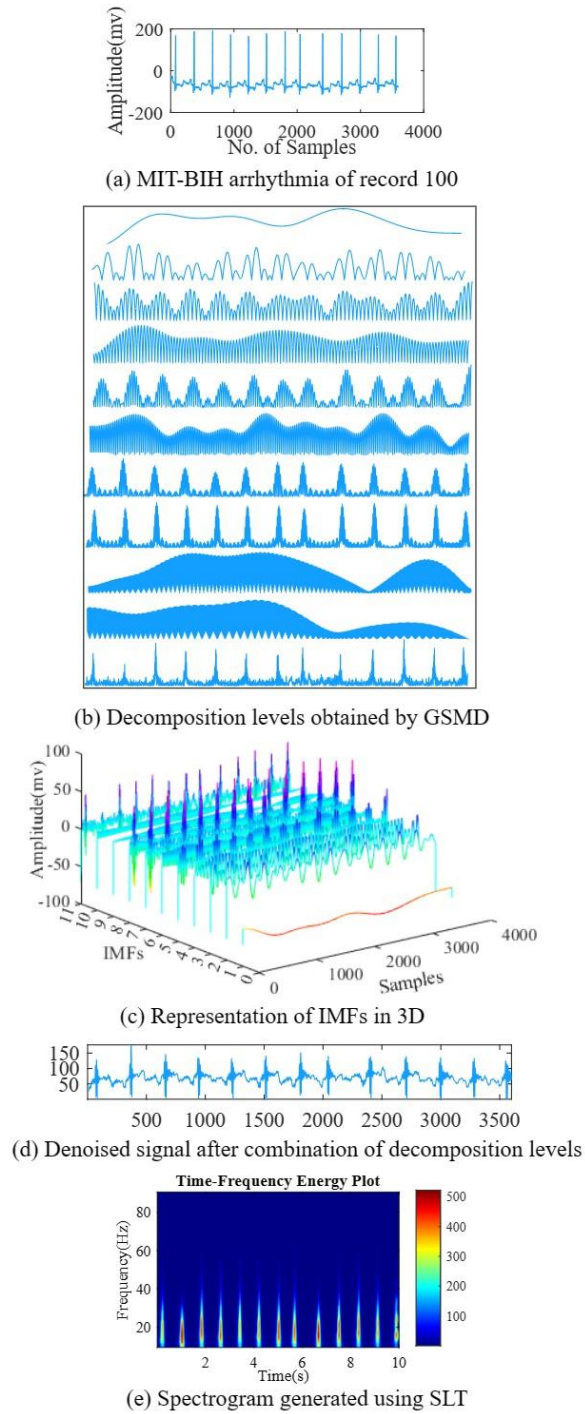 200
0
-200
Amplitude(mv)
0 1000 2000 3000 4000
No. of Samples
(a) MIT-BIH arrhythmia of record 100
(b) Decomposition levels obtained by GSMD
100
50
0
-50
-100
Amplitude(mv)
11 10 9 8 7 6 5 4 3 2 1 0
IMFs
0 1000 2000 3000 4000
Samples
(c) Representation of IMFs in 3D
150
100
50
500 1000 1500 2000 2500 3000 3500
(d) Denoised signal after combination of decomposition levels
Time-Frequency Energy Plot
80
60
40
20
Frequency(Hz)
2 4 6 8 10
Time(s)
500
400
300
200
100
(e) Spectrogram generated using SLT